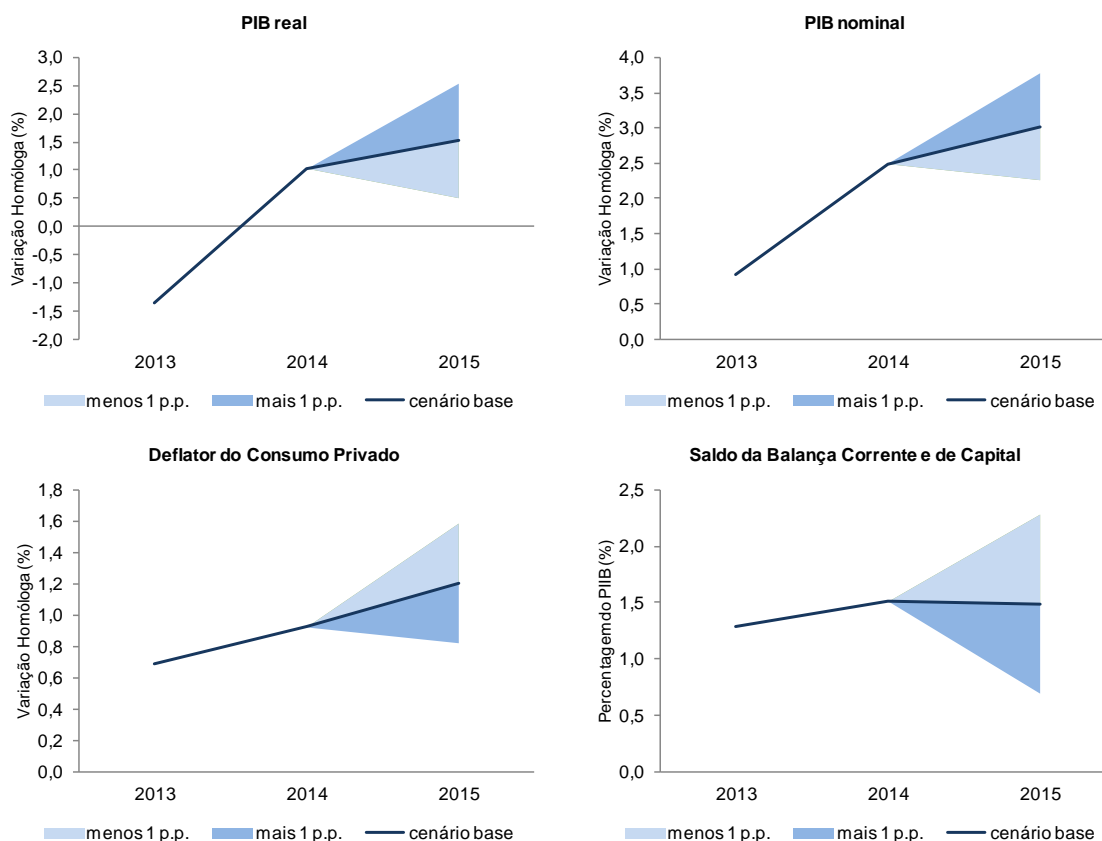 PIB real
Variação Homóloga (%)
3,0
2,5
2,0
1,5
1,0
0,5
0,0
-0,5
-1,0
-1,5
-2,0
2013 2014 2015
menos 1 p.p. mais 1 p.p. cenário base
PIB nominal
Variação Homóloga (%)
4,0
3,5
3,0
2,5
2,0
1,5
1,0
0,5
0,0
2013 2014 2015
menos 1 p.p. mais 1 p.p. cenário base
Deflator do Consumo Privado
Variação Homóloga (%)
1,8
1,6
1,4
1,2
1,0
0,8
0,6
0,4
0,2
0,0
2013 2014 2015
menos 1 p.p. mais 1 p.p. cenário base
Saldo da Balança Corrente e de Capital
Percentagem do PIIB (%)
2,5
2,0
1,5
1,0
0,5
0,0
2013 2014 2015
menos 1 p.p. mais 1 p.p. cenário base